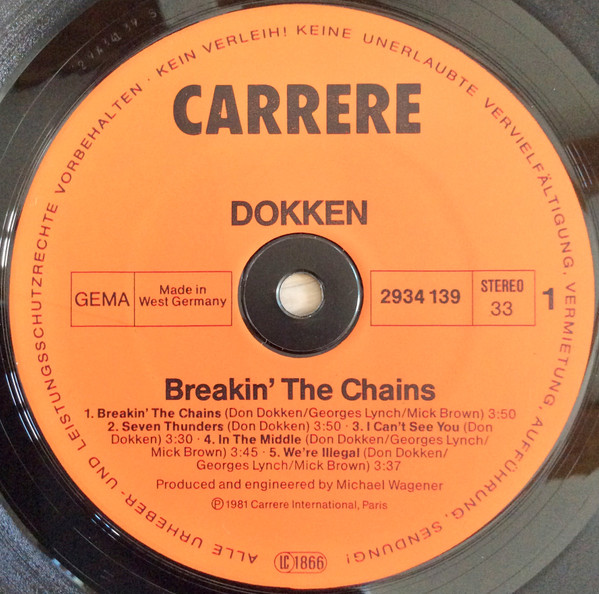 ALLE URHEBER- UND LEISTUNGSSCHUTZRECHTE VORBEHALTEN · KEIN VERLEIH! KEINE UNERLAUBTE VERVIELFÄLTIGUNG, VERMIETUNG, AUFFÜHRUNG, SENDUNG!
CARRERE
DOKKEN
GEMA
Made in
West Germany
2934 139
STEREO
33
1
Breakin' The Chains
1. Breakin' The Chains (Don Dokken/Georges Lynch/Mick Brown) 3:50
2. Seven Thunders (Don Dokken) 3:50 · 3. I Can't See You (Don
Dokken) 3:30 · 4. In The Middle (Don Dokken/Georges Lynch/
Mick Brown) 3:45 · 5. We're Illegal (Don Dokken/
Georges Lynch/Mick Brown) 3:37
Produced and engineered by Michael Wagener
Ⓟ 1981 Carrere International, Paris
LC 1866